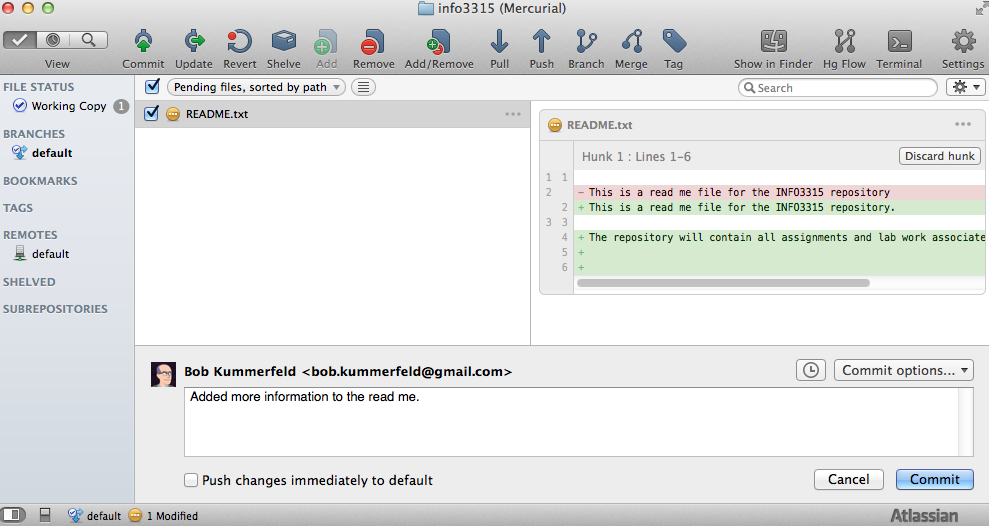 info3315 (Mercurial)
View Commit Update Revert Shelve Add Remove Add/Remove Pull Push Branch Merge Tag Show in Finder Hg Flow Terminal Settings
FILE STATUS
Working Copy 1
BRANCHES
default
BOOKMARKS
TAGS
REMOTES
default
SHELVED
SUBREPOSITORIES
Pending files, sorted by path
Search
README.txt
README.txt
Hunk 1 : Lines 1-6
Discard hunk
1 1
2 - This is a read me file for the INFO3315 repository
2 + This is a read me file for the INFO3315 repository.
3 3
4 + The repository will contain all assignments and lab work associate
5 +
6 +
Bob Kummerfeld <bob.kummerfeld@gmail.com>
Commit options...
Added more information to the read me.
Push changes immediately to default
Cancel
Commit
default 1 Modified
Atlassian